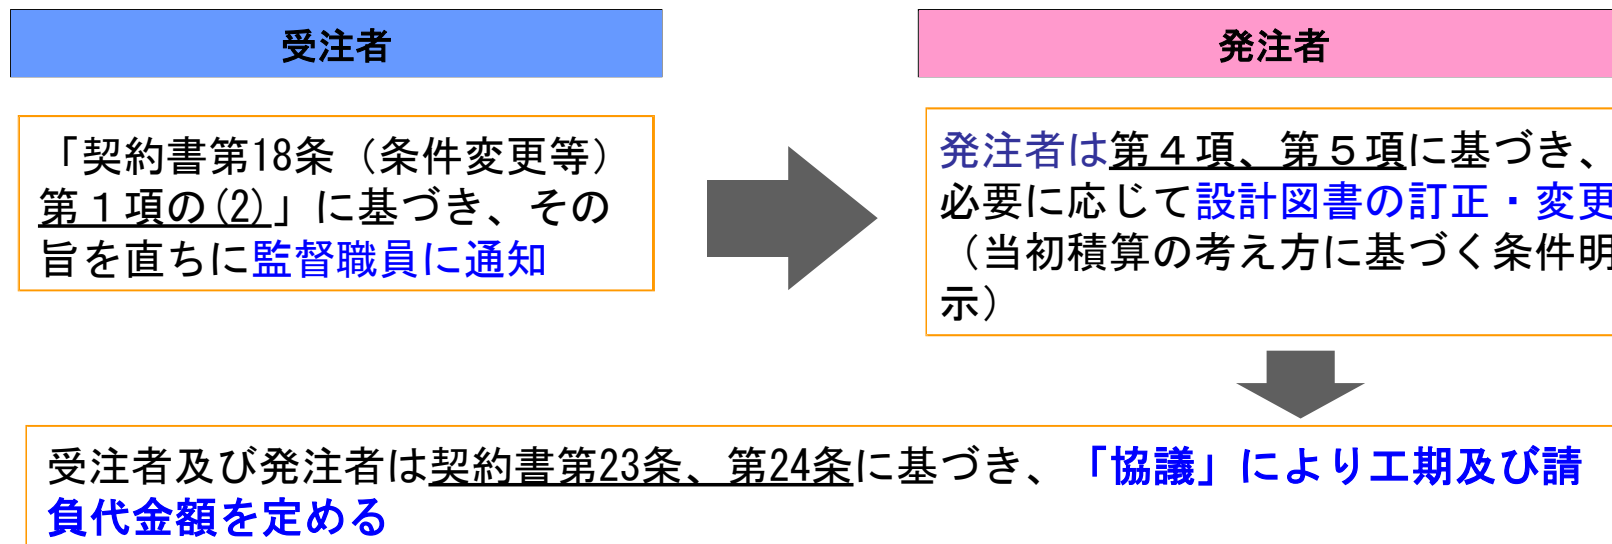 受注者
発注者
「契約書第18条（条件変更等）
第１項の(2)」に基づき、その
旨を直ちに監督職員に通知
発注者は第４項、第５項に基づき、
必要に応じて設計図書の訂正・変更
（当初積算の考え方に基づく条件明
示）
受注者及び発注者は契約書第23条、第24条に基づき、「協議」により工期及び請
負代金額を定める